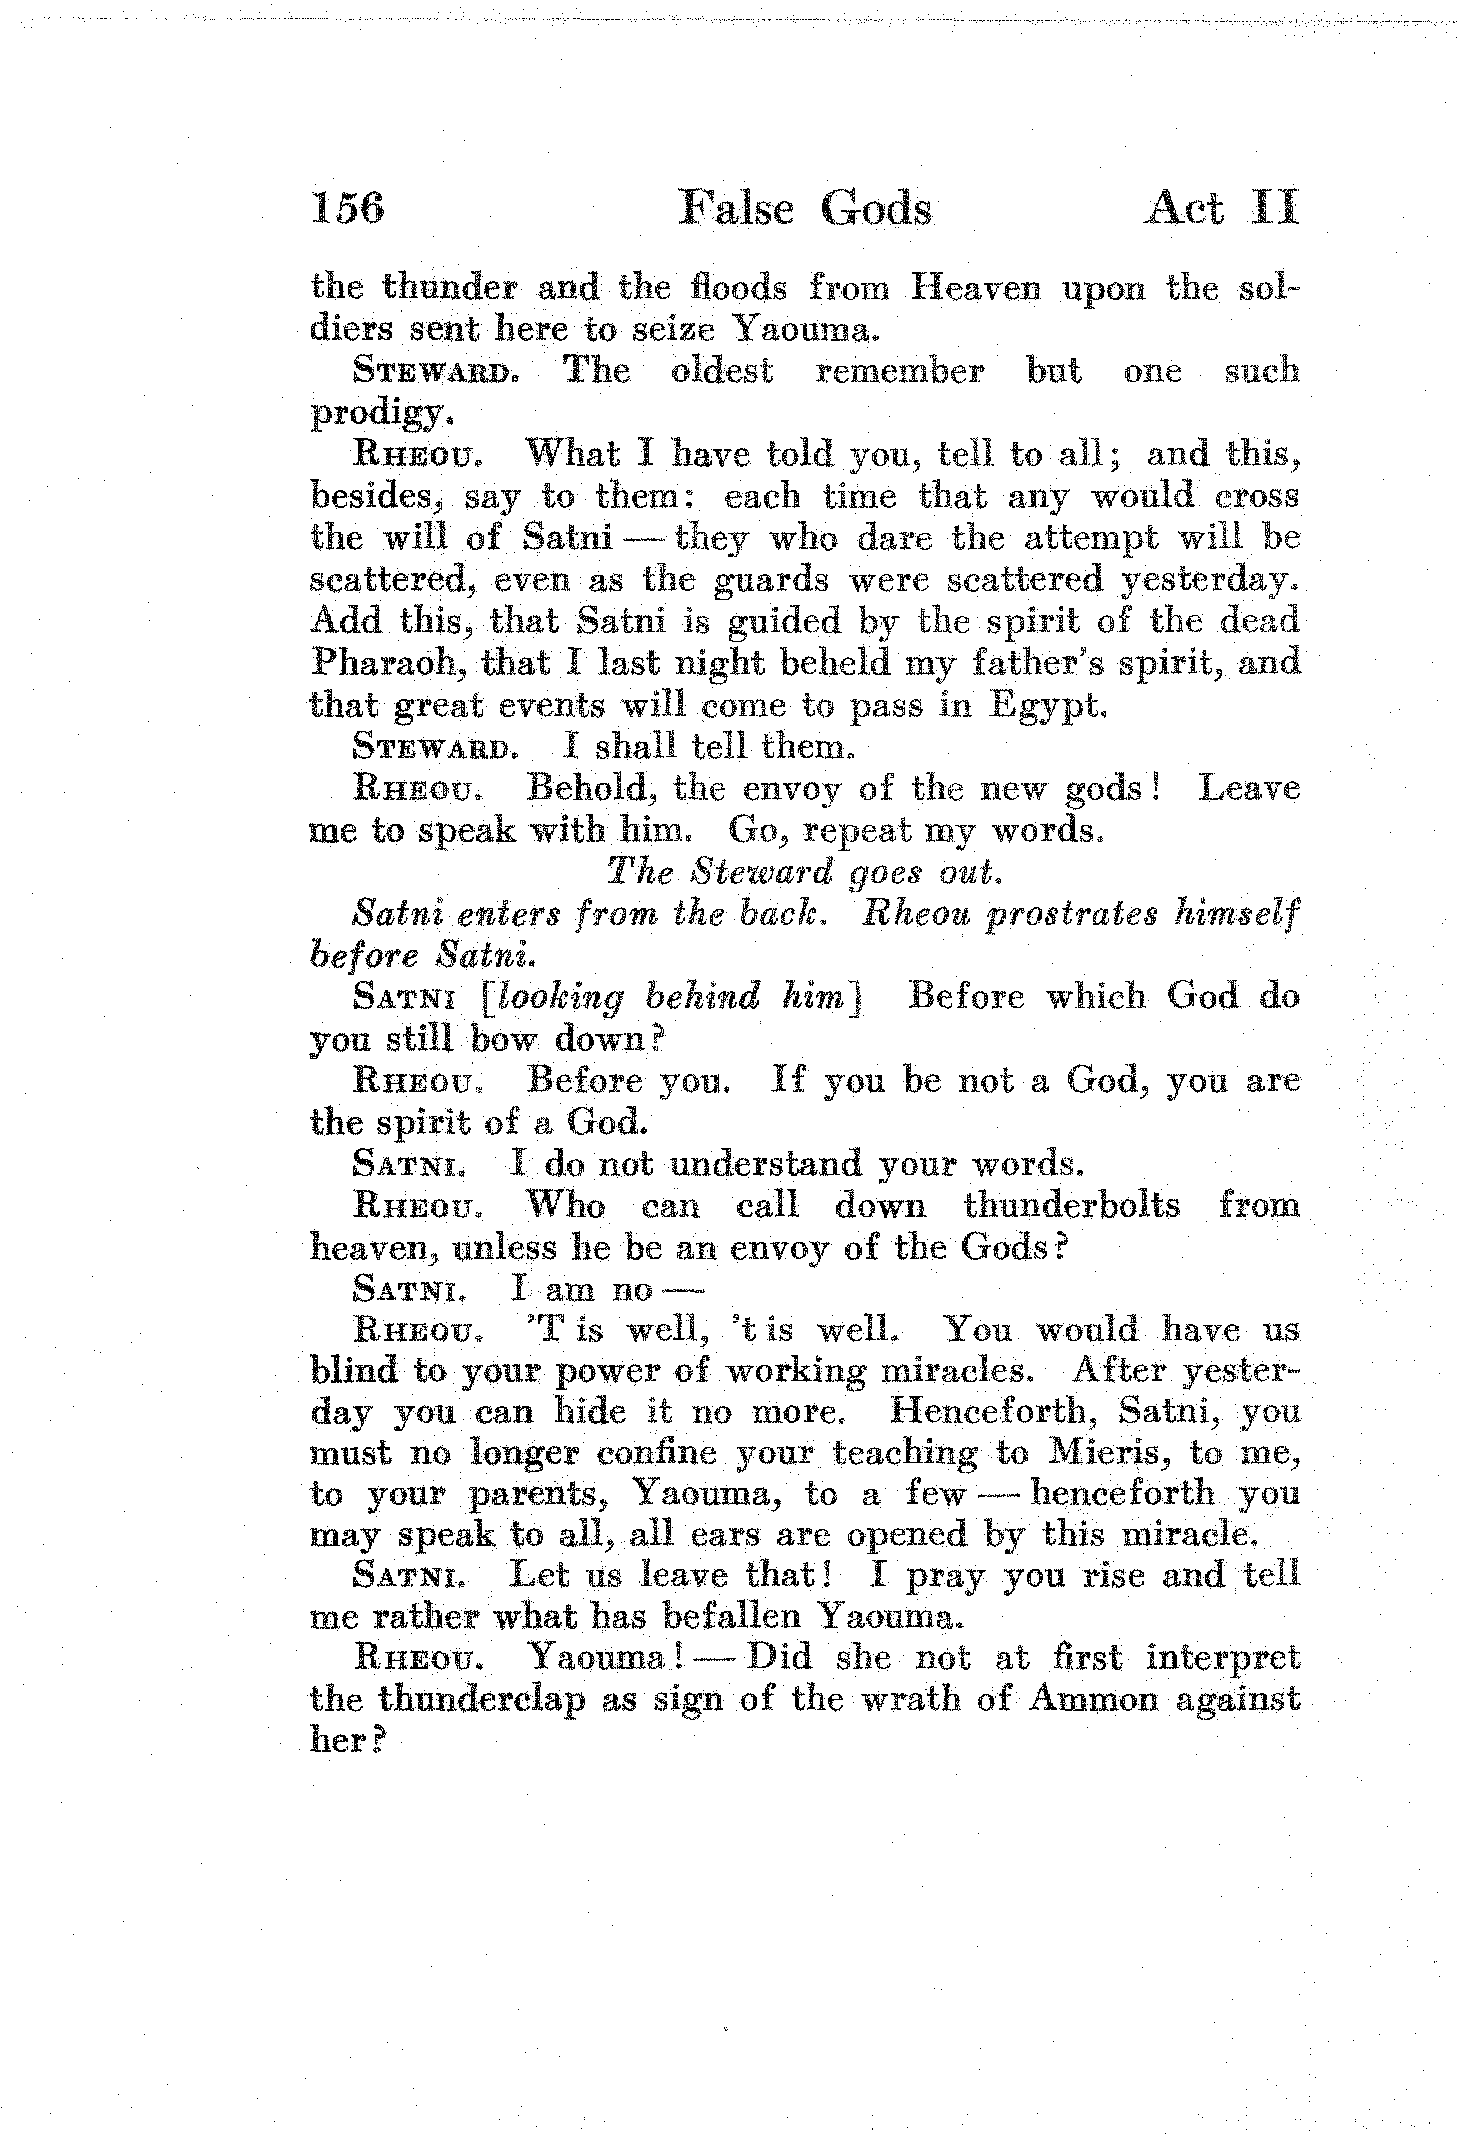 156 False Gods Act II
the thunder and the floods from Heaven upon the sol-
diers sent here to seize Yaouma.
STEWARD. The oldest remember but one such
prodigy.
RHEOU. What I have told you, tell to all; and this,
besides, say to them: each time that any would cross
the will of Satni — they who dare the attempt will be
scattered, even as the guards were scattered yesterday.
Add this, that Satni is guided by the spirit of the dead
Pharaoh, that I last night beheld my father's spirit, and
that great events will come to pass in Egypt.
STEWARD. I shall tell them.
RHEOU. Behold, the envoy of the new gods! Leave
me to speak with him. Go, repeat my words.
The Steward goes out.
Satni enters from the back. Rheou prostrates himself
before Satni.
SATNI [looking behind him] Before which God do
you still bow down?
RHEOU. Before you. If you be not a God, you are
the spirit of a God.
SATNI. I do not understand your words.
RHEOU. Who can call down thunderbolts from
heaven, unless he be an envoy of the Gods?
SATNI. I am no —
RHEOU. 'T is well, 't is well. You would have us
blind to your power of working miracles. After yester-
day you can hide it no more. Henceforth, Satni, you
must no longer confine your teaching to Mieris, to me,
to your parents, Yaouma, to a few — henceforth you
may speak to all, all ears are opened by this miracle.
SATNI. Let us leave that! I pray you rise and tell
me rather what has befallen Yaouma.
RHEOU. Yaouma! — Did she not at first interpret
the thunderclap as sign of the wrath of Ammon against
her?